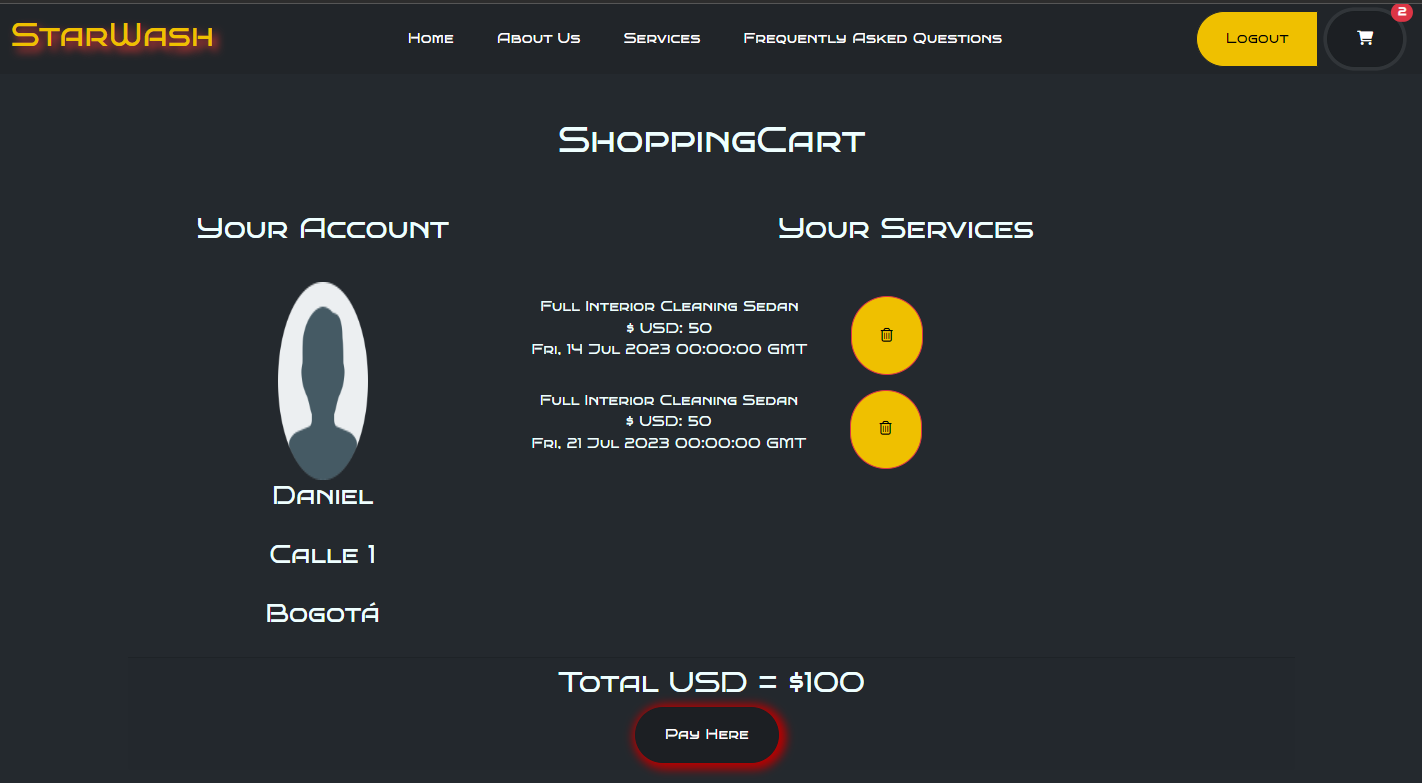 StarWash
Home
About Us
Services
Frequently Asked Questions
Logout
2
ShoppingCart
Your Account
Your Services
Full Interior Cleaning Sedan
$ USD: 50
Fri, 14 Jul 2023 00:00:00 GMT
Full Interior Cleaning Sedan
$ USD: 50
Fri, 21 Jul 2023 00:00:00 GMT
Daniel
Calle 1
Bogotá
Total USD = $100
Pay Here